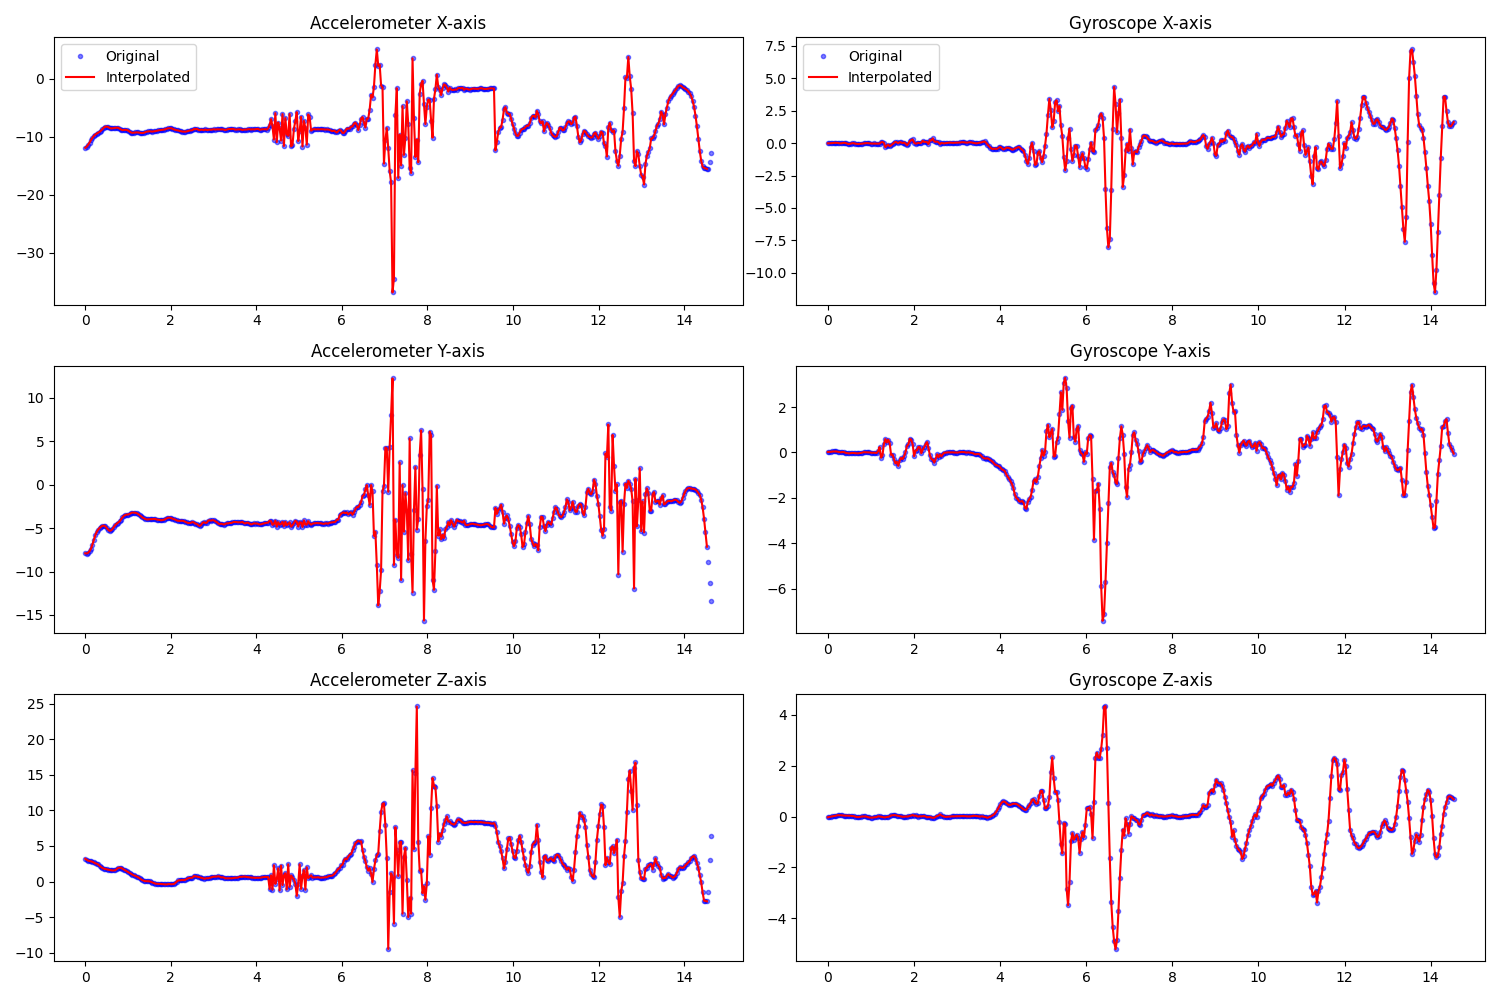 Accelerometer X-axis
Original
Interpolated
0
−10
−20
−30
0 2 4 6 8 10 12 14
Gyroscope X-axis
Original
Interpolated
7.5
5.0
2.5
0.0
−2.5
−5.0
−7.5
−10.0
0 2 4 6 8 10 12 14
Accelerometer Y-axis
10
5
0
−5
−10
−15
0 2 4 6 8 10 12 14
Gyroscope Y-axis
2
0
−2
−4
−6
0 2 4 6 8 10 12 14
Accelerometer Z-axis
25
20
15
10
5
0
−5
−10
0 2 4 6 8 10 12 14
Gyroscope Z-axis
4
2
0
−2
−4
0 2 4 6 8 10 12 14